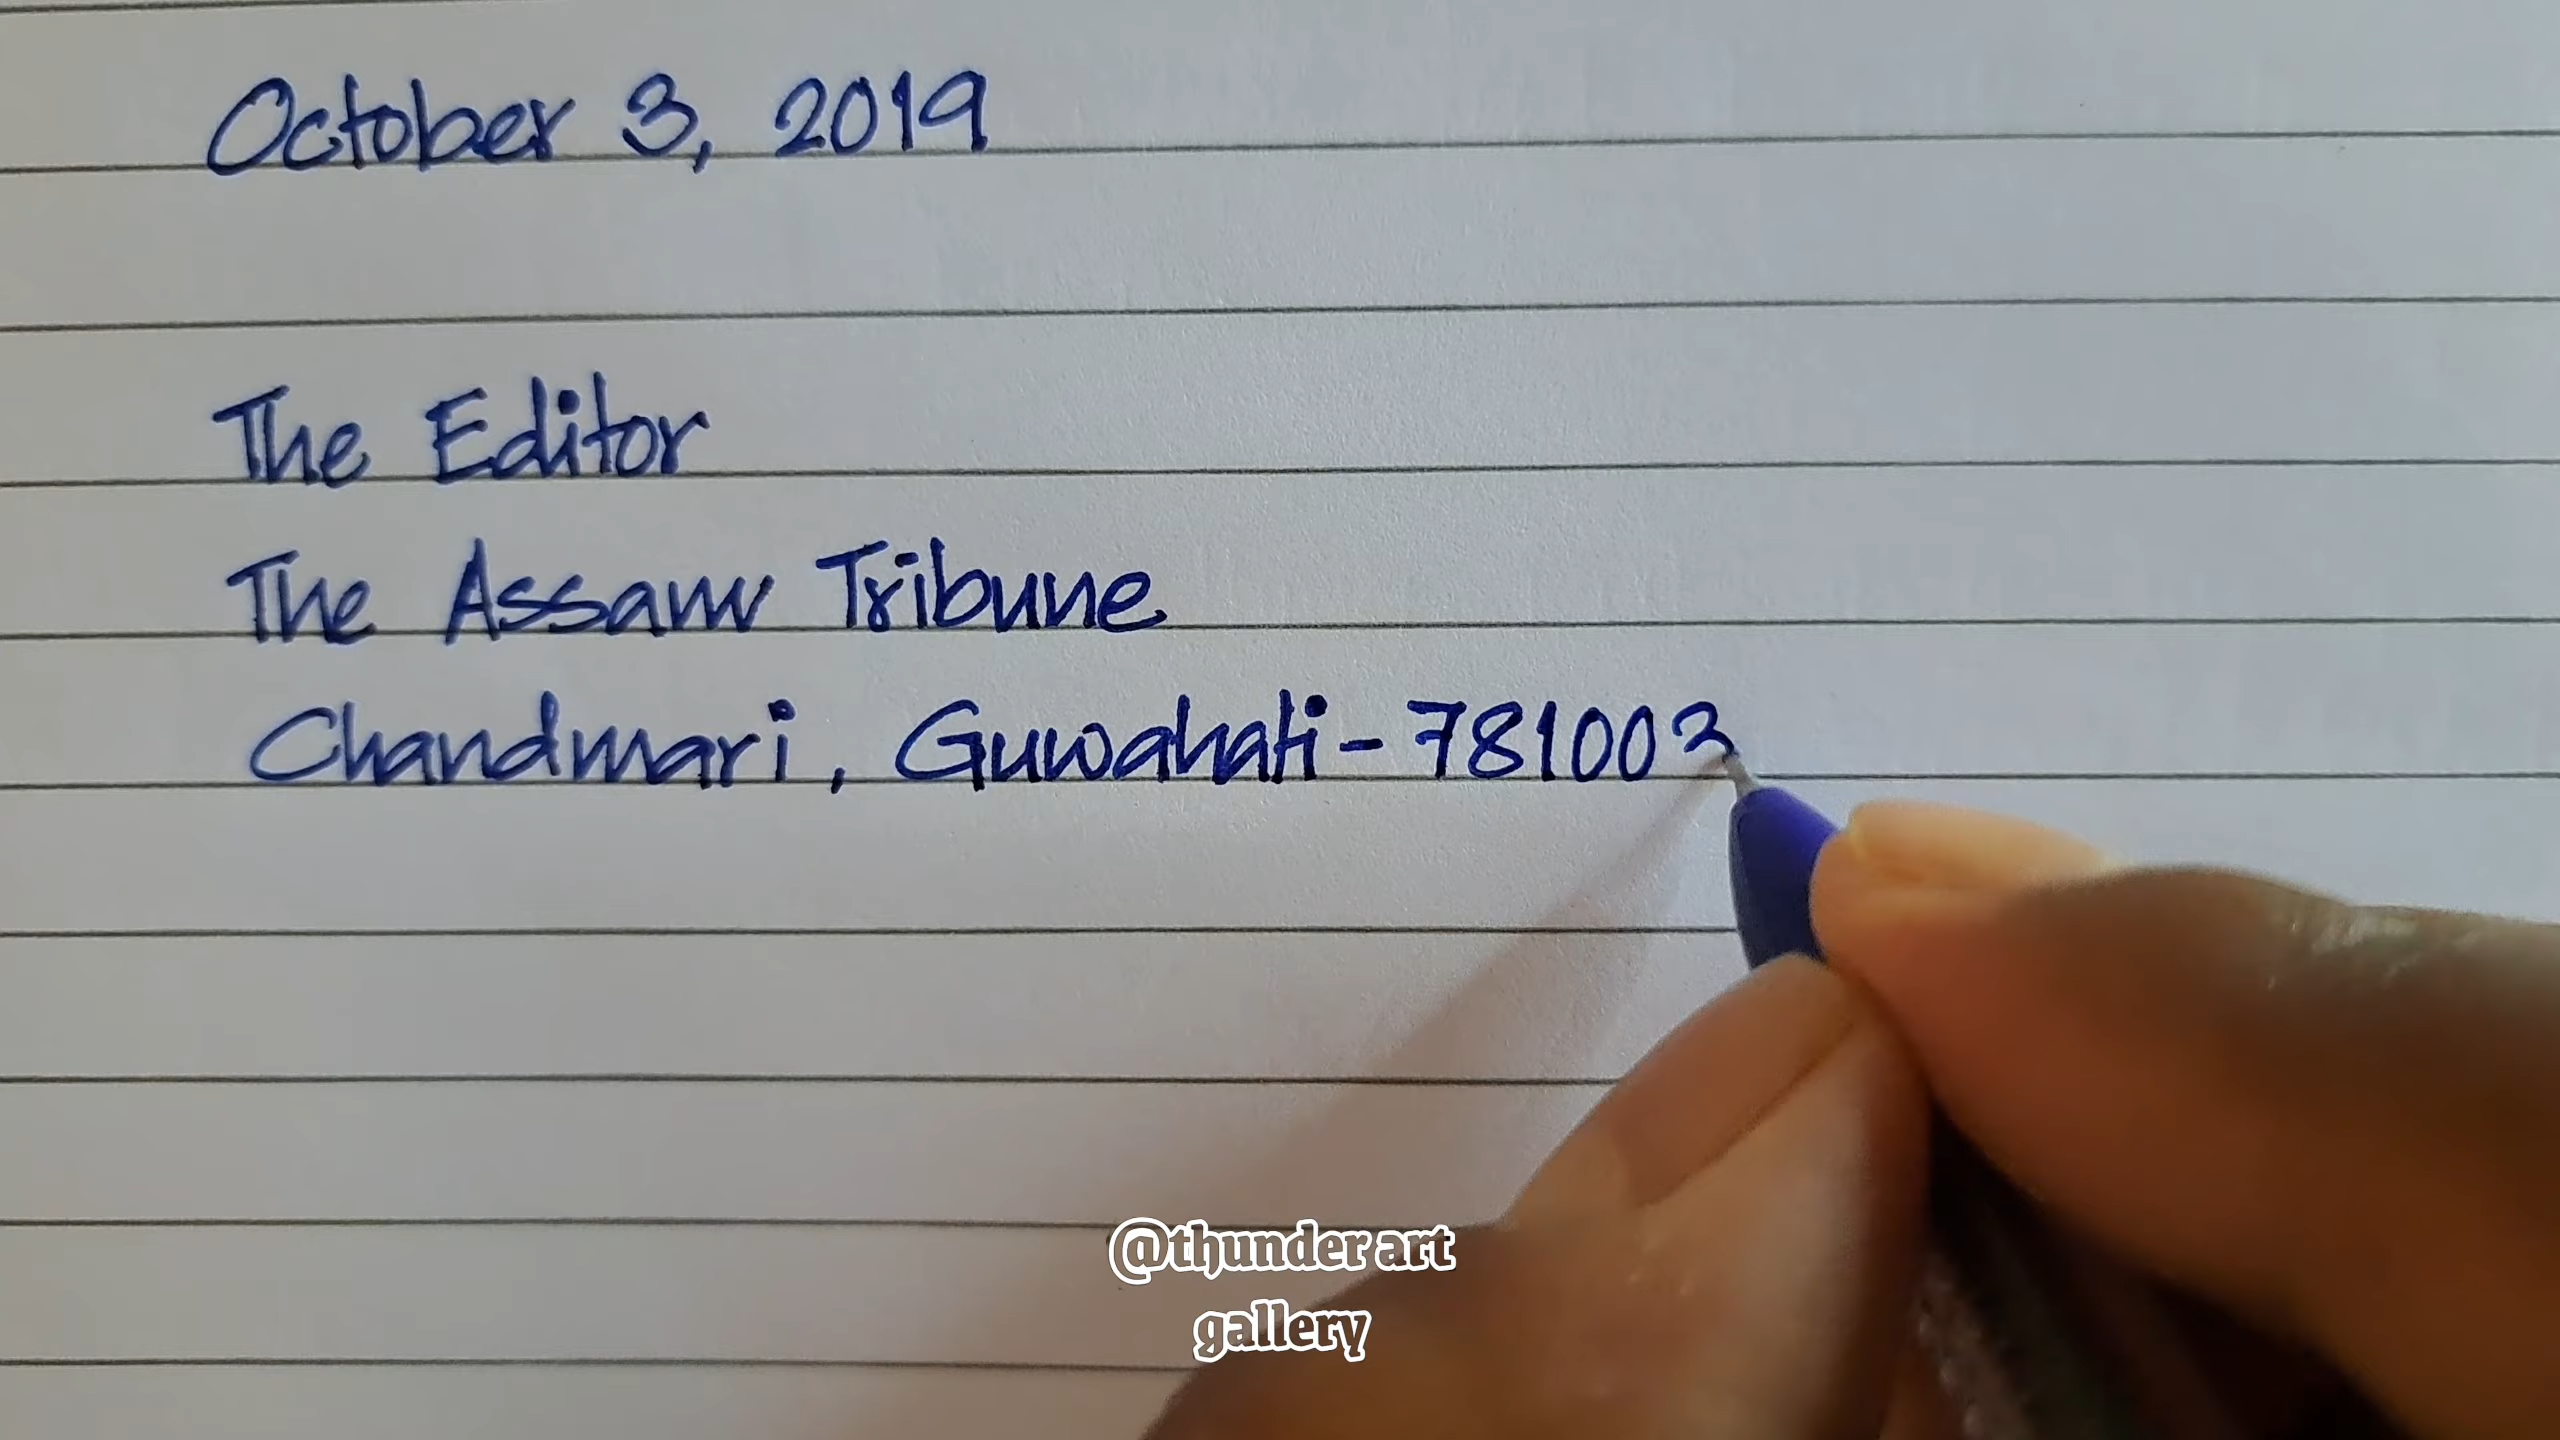 October 3, 2019
The Editor
The Assam Tribune
Chandmari, Guwahati-781003
@thunder art
gallery